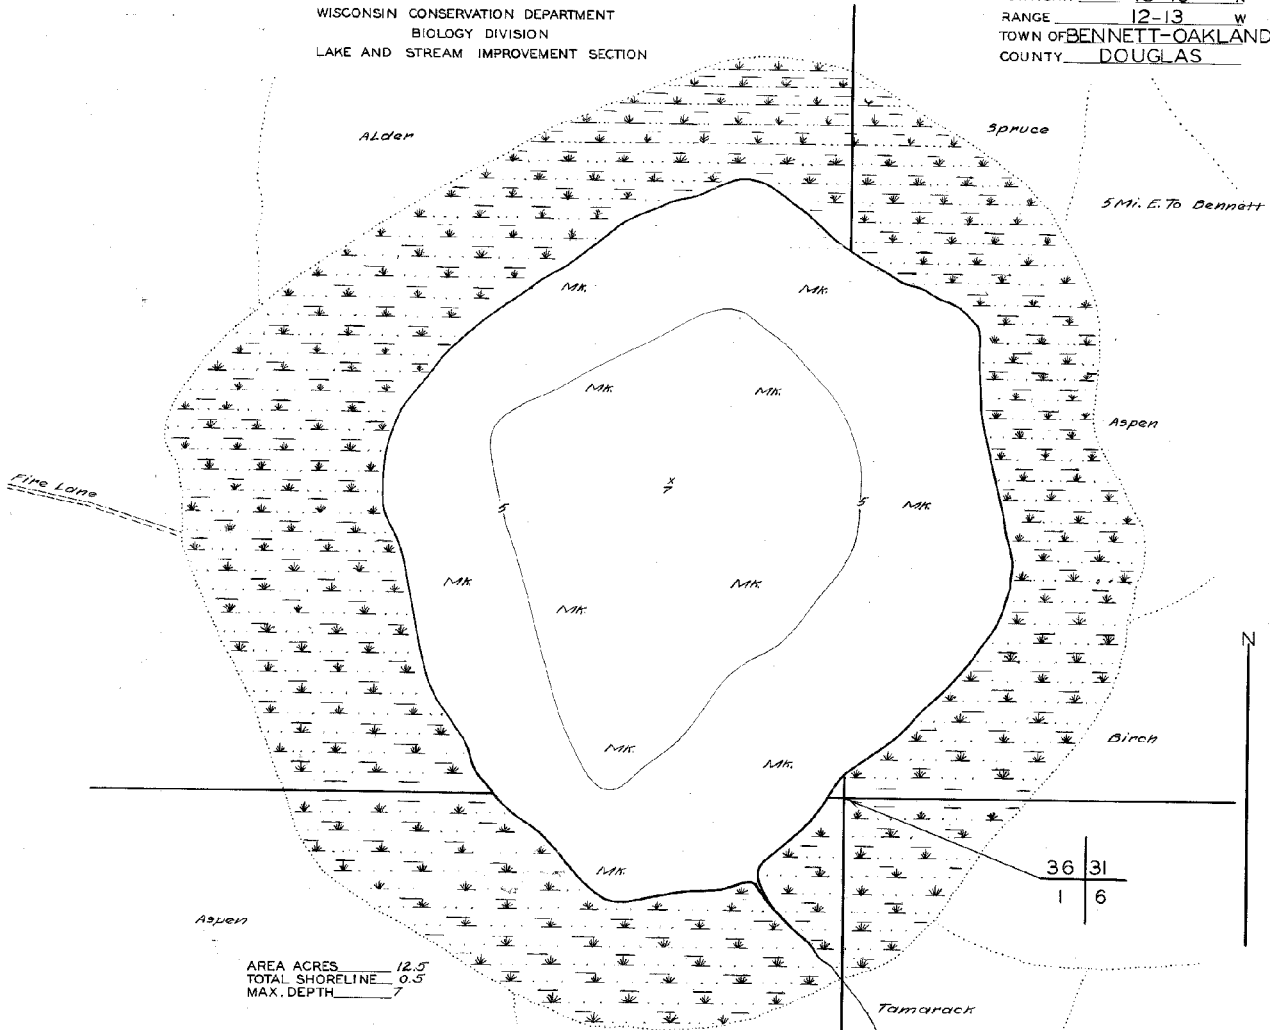 WISCONSIN CONSERVATION DEPARTMENT
BIOLOGY DIVISION
LAKE AND STREAM IMPROVEMENT SECTION
RANGE 12-13 W
TOWN OF BENNETT-OAKLAND
COUNTY DOUGLAS
Alder
Spruce
5 Mi. E. To Bennett
MK.
MK.
MK.
MK.
Aspen
Fire Lane
x
7
5
5
MK.
MK
MK
MK.
N
Birch
MK.
MK.
36 31
1 6
MK.
Aspen
AREA ACRES 12.5
TOTAL SHORELINE 0.5
MAX. DEPTH 7
Tamarack